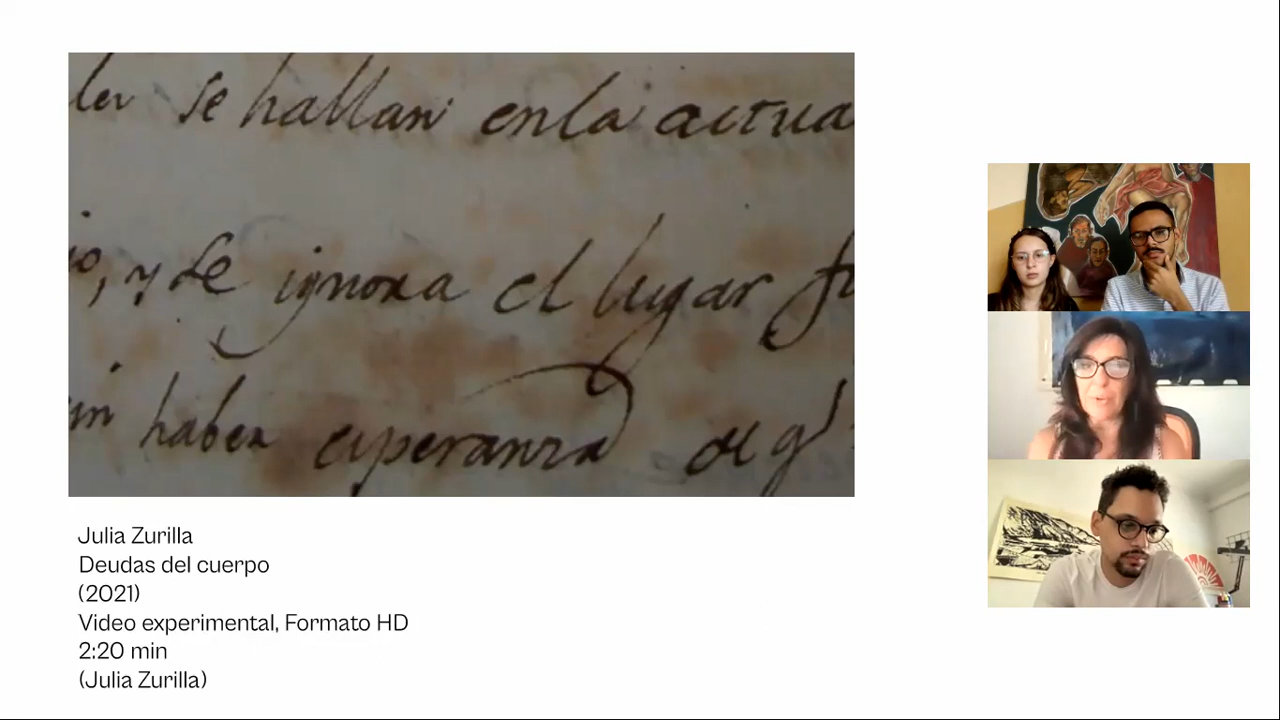 se hallan en la actua
y se ignora el lugar
in haber esperanza de
Julia Zurilla
Deudas del cuerpo
(2021)
Video experimental, Formato HD
2:20 min
(Julia Zurilla)